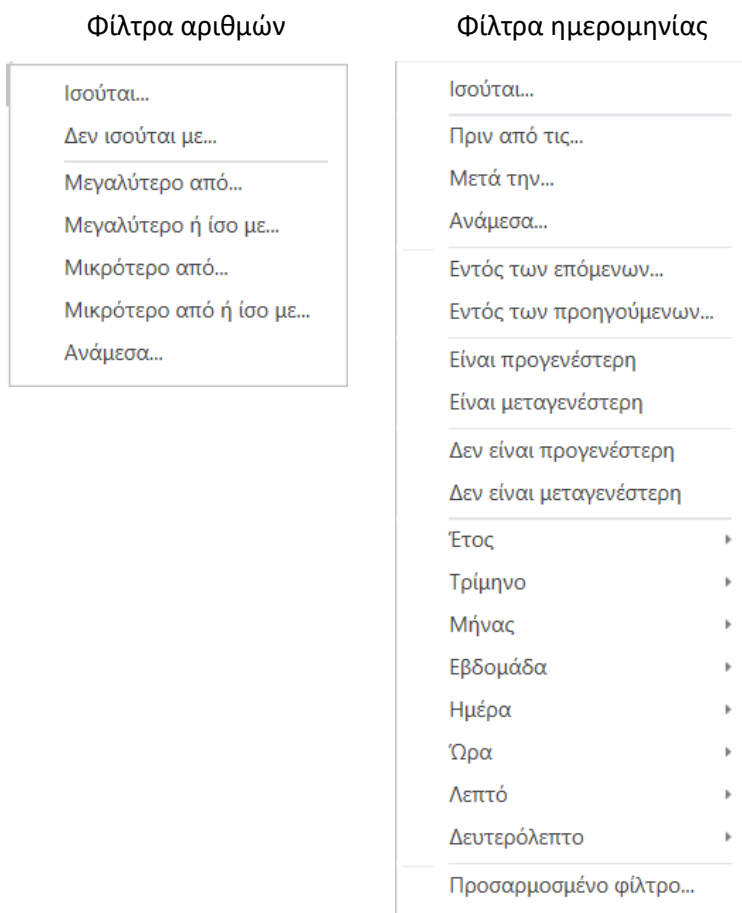 Φίλτρα αριθμών
Ισούται...
Δεν ισούται με...
Μεγαλύτερο από...
Μεγαλύτερο ή ίσο με...
Μικρότερο από...
Μικρότερο από ή ίσο με...
Ανάμεσα...
Φίλτρα ημερομηνίας
Ισούται...
Πριν από τις...
Μετά την...
Ανάμεσα...
Εντός των επόμενων...
Εντός των προηγούμενων...
Είναι προγενέστερη
Είναι μεταγενέστερη
Δεν είναι προγενέστερη
Δεν είναι μεταγενέστερη
Έτος
Τρίμηνο
Μήνας
Εβδομάδα
Ημέρα
Ώρα
Λεπτό
Δευτερόλεπτο
Προσαρμοσμένο φίλτρο...